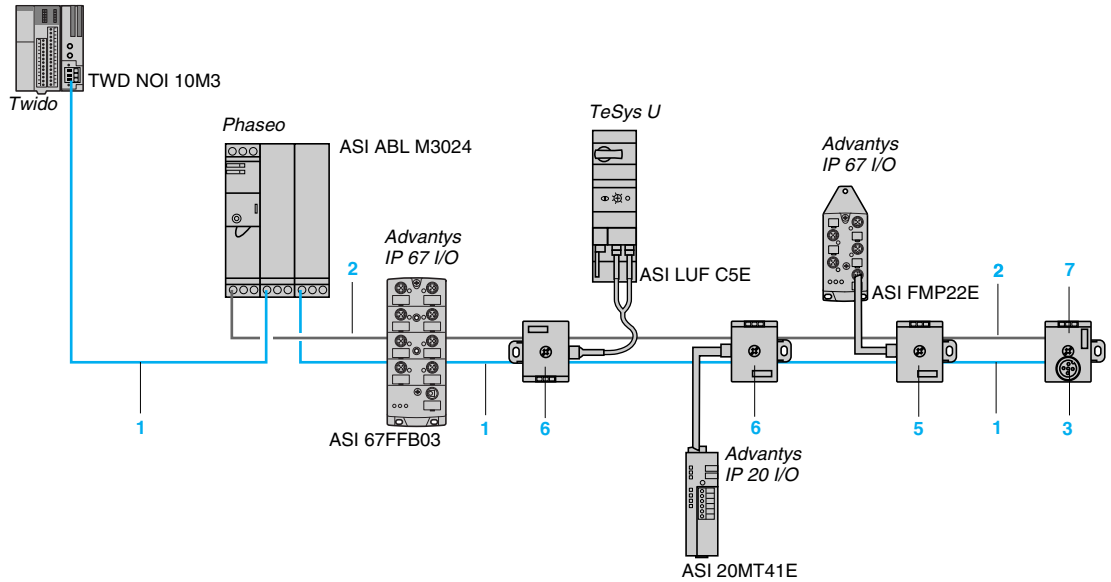 TWD NOI 10M3
Twido
Phaseo
ASI ABL M3024
TeSys U
Advantys
IP 67 I/O
Advantys
IP 67 I/O
2
ASI LUF C5E
ASI FMP22E
2
7
1
ASI 67FFB03
1
6
6
5
1
3
Advantys
IP 20 I/O
ASI 20MT41E